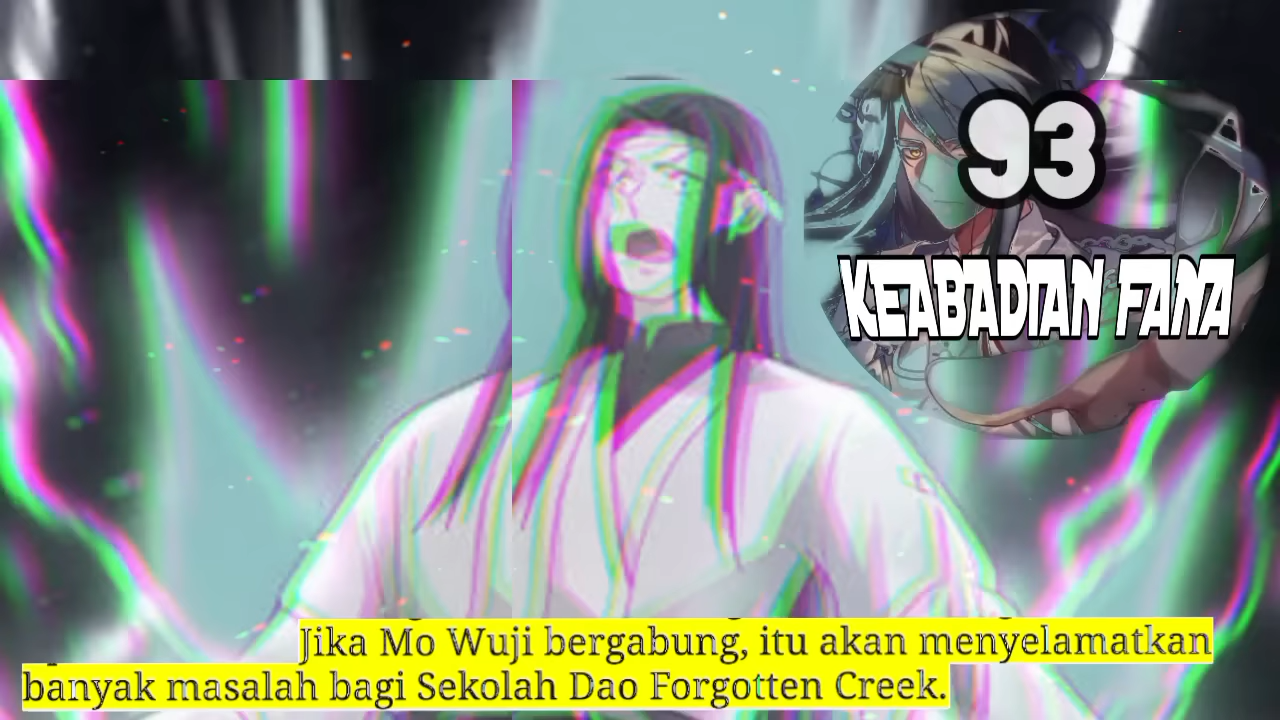 93
KEABADIAN FANA
Jika Mo Wuji bergabung, itu akan menyelamatkan
banyak masalah bagi Sekolah Dao Forgotten Creek.